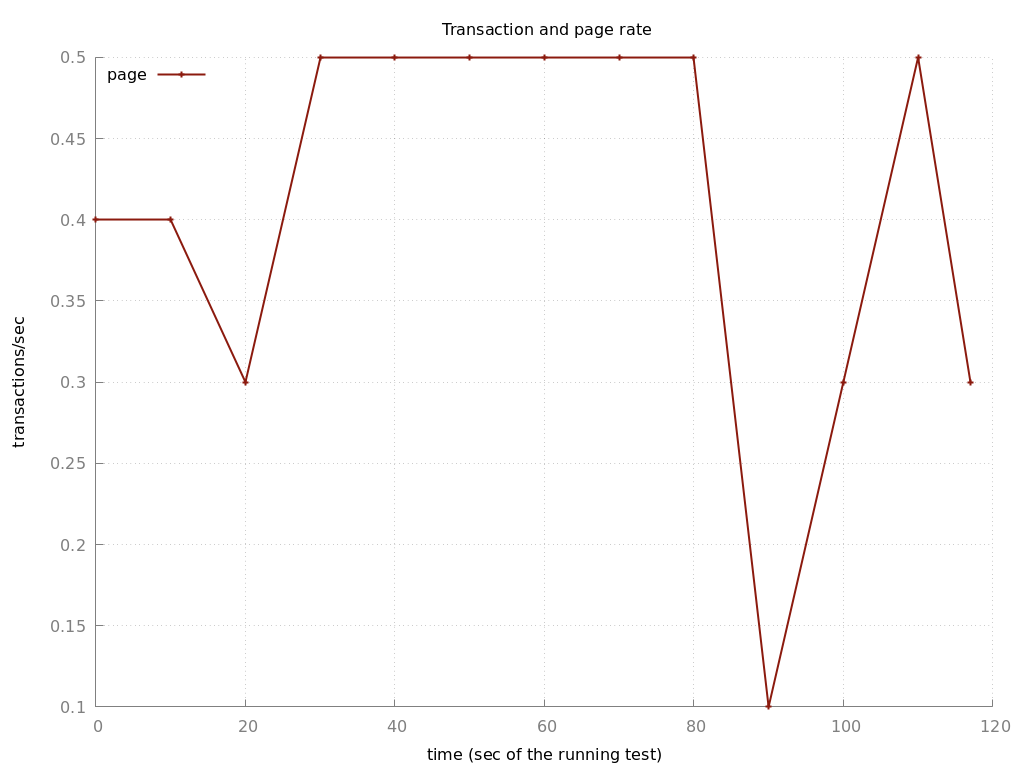 Transaction and page rate
0.5
page
0.45
0.4
0.35
transactions/sec
0.3
0.25
0.2
0.15
0.1
0 20 40 60 80 100 120
time (sec of the running test)